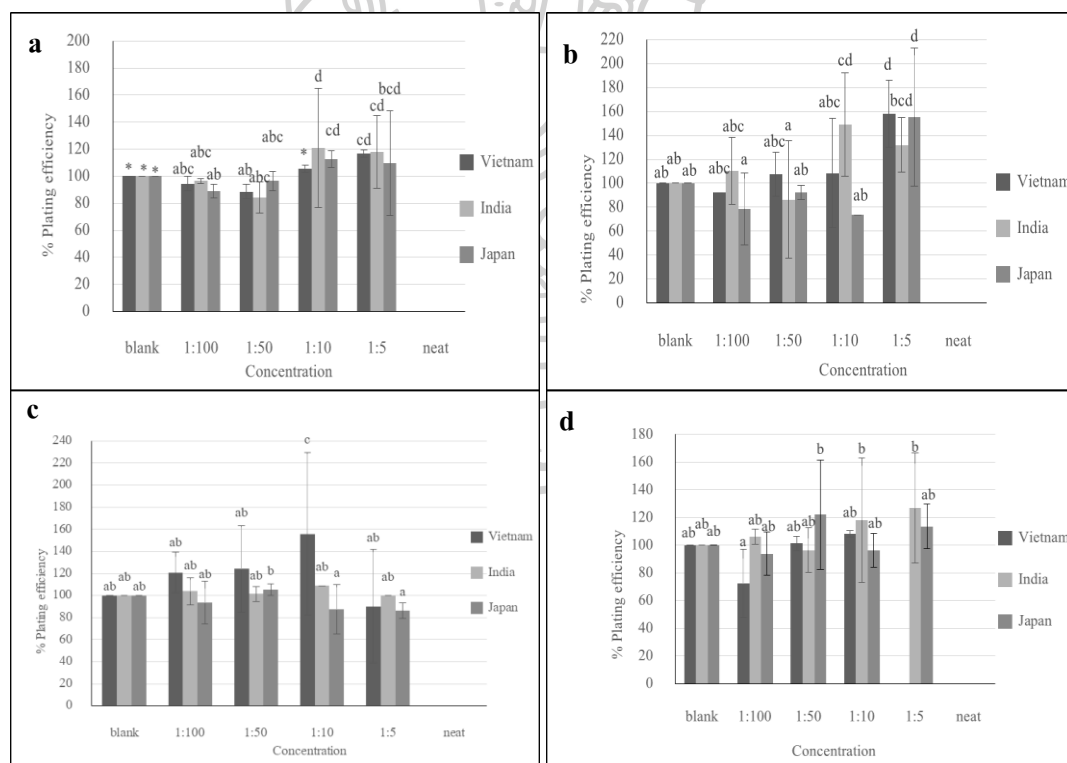 a
200
180
160
140
120
100
80
60
40
20
0
% Plating efficiency
* * *
abc abc ab
ab abc abc
* d cd
cd cd bcd
blank 1:100 1:50 1:10 1:5 neat
Concentration
Vietnam
India
Japan
b
220
200
180
160
140
120
100
80
60
40
20
0
% Plating efficiency
ab ab ab
abc abc a
abc a ab
abc cd ab
d bcd d
blank 1:100 1:50 1:10 1:5 neat
Concentration
Vietnam
India
Japan
c
240
220
200
180
160
140
120
100
80
60
40
20
0
% Plating efficiency
ab ab ab
ab ab ab
ab ab b
c ab a
ab ab a
blank 1:100 1:50 1:10 1:5 neat
Concentration
Vietnam
India
Japan
d
180
160
140
120
100
80
60
40
20
0
% Plating efficiency
ab ab ab
a ab ab
ab ab b
ab b ab
b ab
blank 1:100 1:50 1:10 1:5 neat
Concentration
Vietnam
India
Japan